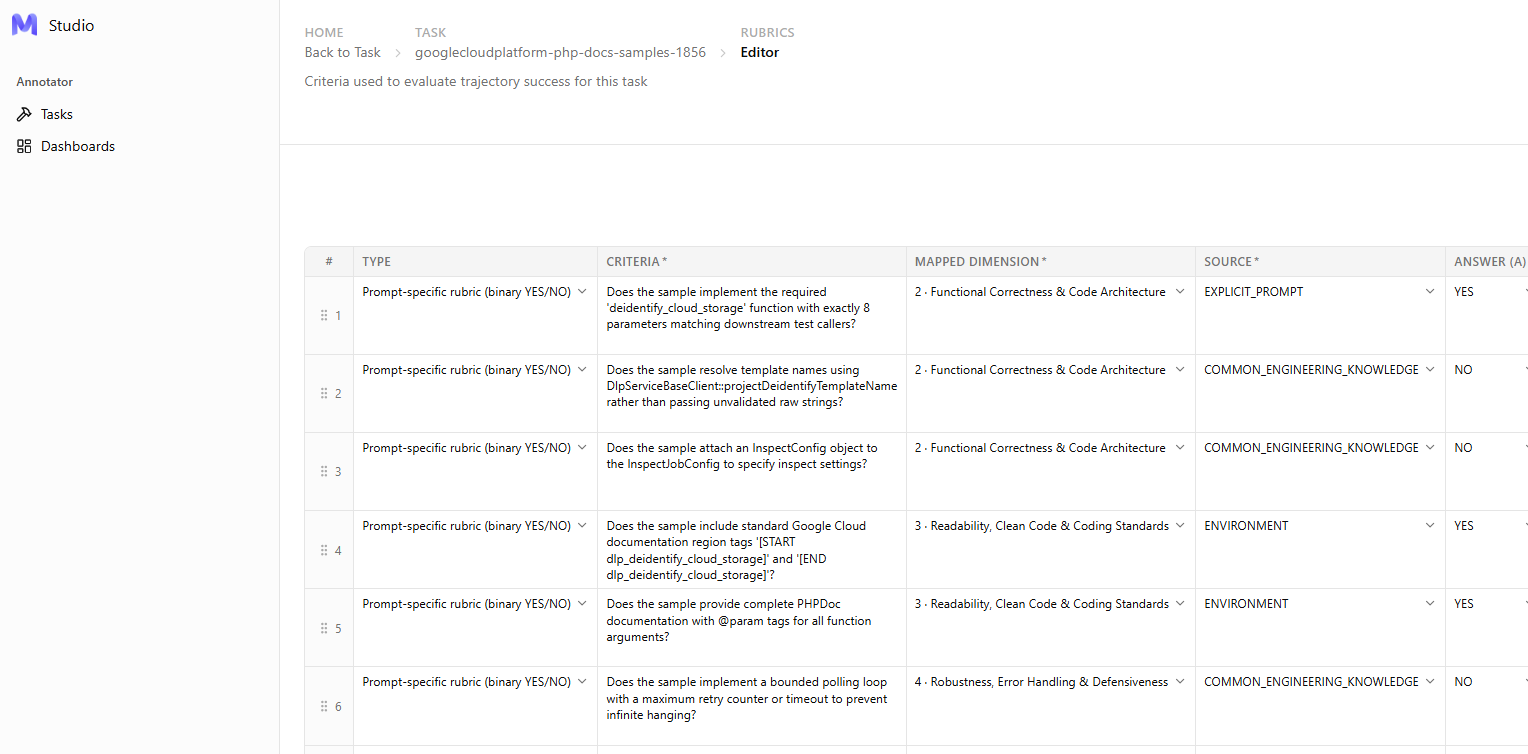 Studio
Annotator
Tasks
Dashboards
HOME
Back to Task
TASK
googlecloudplatform-php-docs-samples-1856
RUBRICS
Editor
Criteria used to evaluate trajectory success for this task
# TYPE CRITERIA * MAPPED DIMENSION * SOURCE * ANSWER (A)
1
Prompt-specific rubric (binary YES/NO)
Does the sample implement the required
'deidentify_cloud_storage' function with exactly 8
parameters matching downstream test callers?
2 · Functional Correctness & Code Architecture
EXPLICIT_PROMPT
YES
2
Prompt-specific rubric (binary YES/NO)
Does the sample resolve template names using
DlpServiceBaseClient::projectDeidentifyTemplateName
rather than passing unvalidated raw strings?
2 · Functional Correctness & Code Architecture
COMMON_ENGINEERING_KNOWLEDGE
NO
3
Prompt-specific rubric (binary YES/NO)
Does the sample attach an InspectConfig object to
the InspectJobConfig to specify inspect settings?
2 · Functional Correctness & Code Architecture
COMMON_ENGINEERING_KNOWLEDGE
NO
4
Prompt-specific rubric (binary YES/NO)
Does the sample include standard Google Cloud
documentation region tags '[START
dlp_deidentify_cloud_storage]' and '[END
dlp_deidentify_cloud_storage]'?
3 · Readability, Clean Code & Coding Standards
ENVIRONMENT
YES
5
Prompt-specific rubric (binary YES/NO)
Does the sample provide complete PHPDoc
documentation with @param tags for all function
arguments?
3 · Readability, Clean Code & Coding Standards
ENVIRONMENT
YES
6
Prompt-specific rubric (binary YES/NO)
Does the sample implement a bounded polling loop
with a maximum retry counter or timeout to prevent
infinite hanging?
4 · Robustness, Error Handling & Defensiveness
COMMON_ENGINEERING_KNOWLEDGE
NO